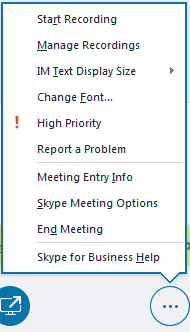 Start Recording
Manage Recordings
IM Text Display Size
Change Font...
High Priority
Report a Problem
Meeting Entry Info
Skype Meeting Options
End Meeting
Skype for Business Help